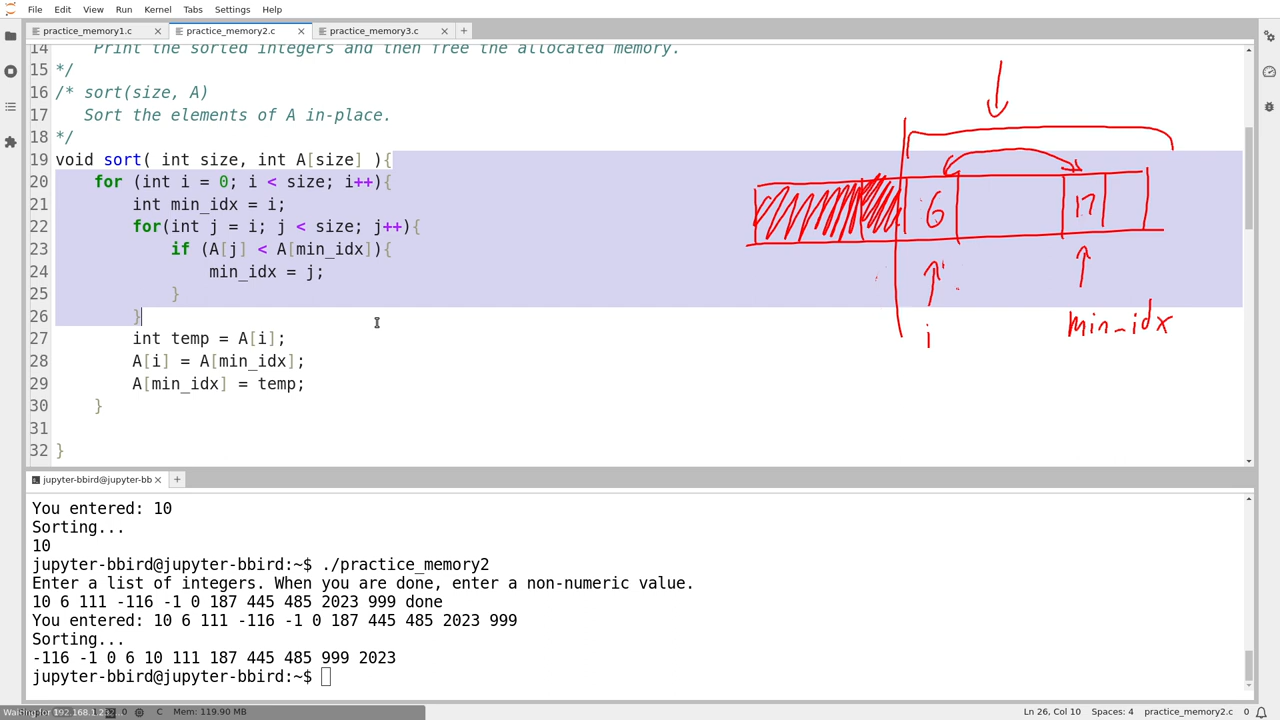 File Edit View Run Kernel Tabs Settings Help
practice_memory1.c practice_memory2.c practice_memory3.c
14 Print the sorted integers and then free the allocated memory.
15 */
16 /* sort(size, A)
17 Sort the elements of A in-place.
18 */
19 void sort( int size, int A[size] ){
20 for (int i = 0; i < size; i++){
21 int min_idx = i;
22 for(int j = i; j < size; j++){
23 if (A[j] < A[min_idx]){
24 min_idx = j;
25 }
26 }
27 int temp = A[i];
28 A[i] = A[min_idx];
29 A[min_idx] = temp;
30 }
31
32 }
6 17
i min_idx
jupyter-bbird@jupyter-bb
You entered: 10
Sorting...
10
jupyter-bbird@jupyter-bbird:~$ ./practice_memory2
Enter a list of integers. When you are done, enter a non-numeric value.
10 6 111 -116 -1 0 187 445 485 2023 999 done
You entered: 10 6 111 -116 -1 0 187 445 485 2023 999
Sorting...
-116 -1 0 6 10 111 187 445 485 999 2023
jupyter-bbird@jupyter-bbird:~$
C Mem: 119.90 MB Ln 26, Col 10 Spaces: 4 practice_memory2.c 0